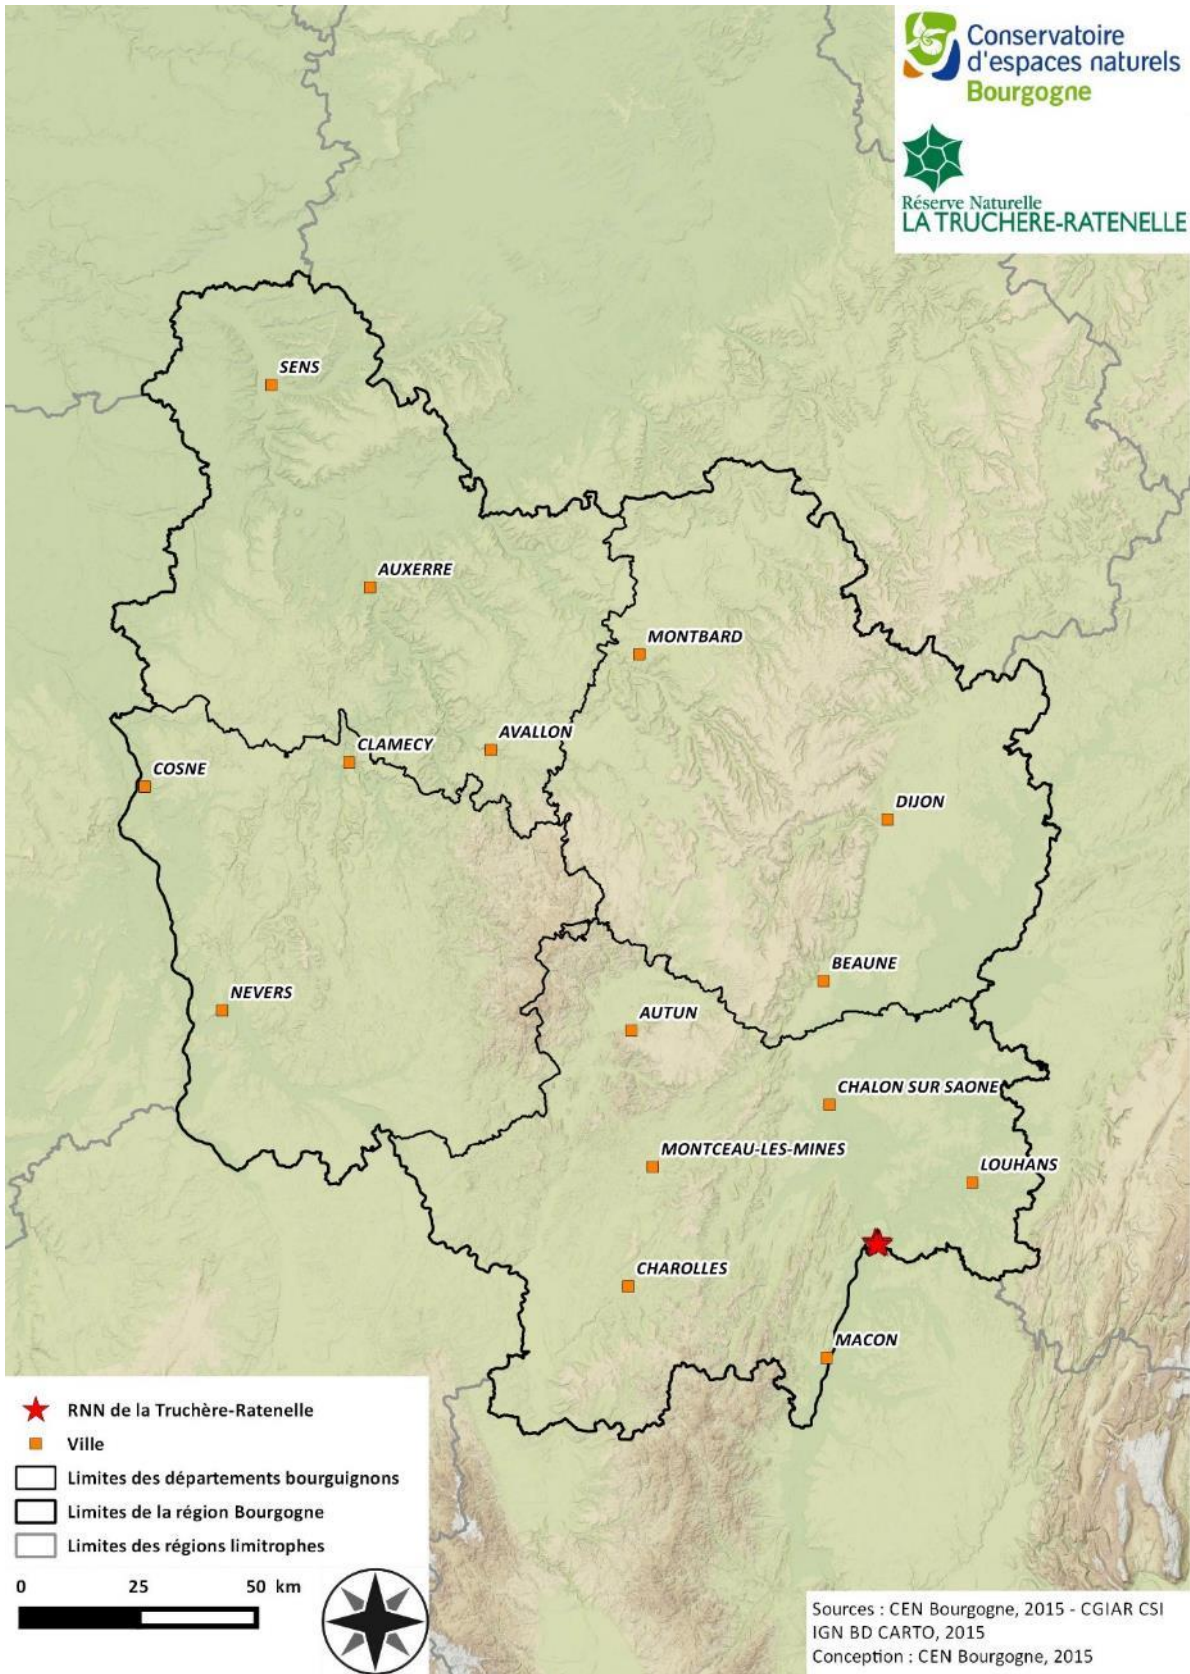 Conservatoire
d'espaces naturels
Bourgogne
Réserve Naturelle
LA TRUCHÈRE-RATENELLE
SENS
AUXERRE
MONTBARD
AVALLON
CLAMECY
COSNE
DIJON
BEAUNE
NEVERS
AUTUN
CHALON SUR SAONE
MONTCEAU-LES-MINES
LOUHANS
CHAROLLES
MACON
RNN de la Truchère-Ratenelle
Ville
Limites des départements bourguignons
Limites de la région Bourgogne
Limites des régions limitrophes
0 25 50 km
Sources : CEN Bourgogne, 2015 - CGIAR CSI
IGN BD CARTO, 2015
Conception : CEN Bourgogne, 2015